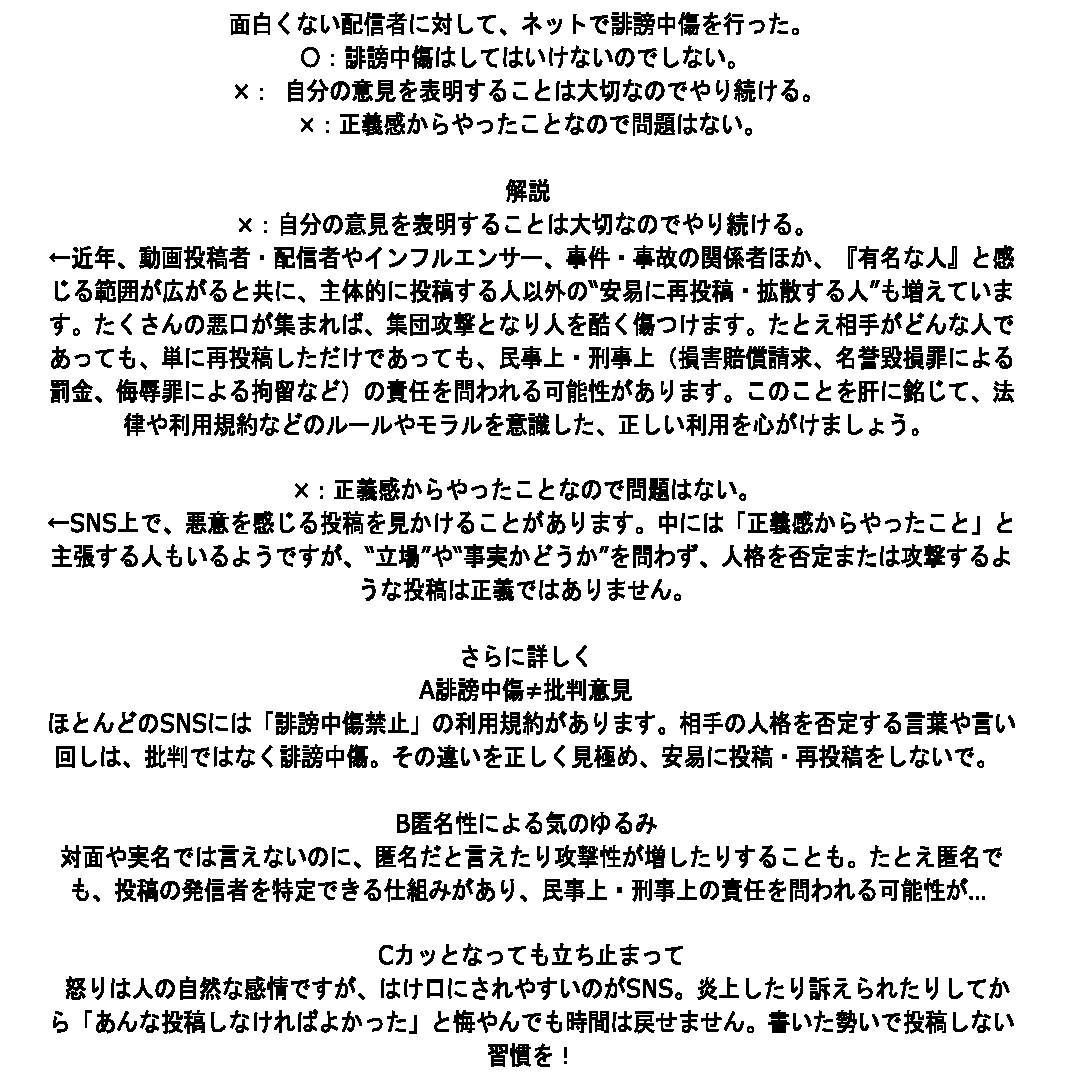 面白くない配信者に対して、ネットで誹謗中傷を行った。
〇：誹謗中傷はしてはいけないのでしない。
×： 自分の意見を表明することは大切なのでやり続ける。
×：正義感からやったことなので問題はない。
解説
×：自分の意見を表明することは大切なのでやり続ける。
←近年、動画投稿者・配信者やインフルエンサー、事件・事故の関係者ほか、『有名な人』と感
じる範囲が広がると共に、主体的に投稿する人以外の“安易に再投稿・拡散する人”も増えていま
す。たくさんの悪口が集まれば、集団攻撃となり人を酷く傷つけます。たとえ相手がどんな人で
あっても、単に再投稿しただけであっても、民事上・刑事上（損害賠償請求、名誉毀損罪による
罰金、侮辱罪による拘留など）の責任を問われる可能性があります。このことを肝に銘じて、法
律や利用規約などのルールやモラルを意識した、正しい利用を心がけましょう。
×：正義感からやったことなので問題はない。
←SNS上で、悪意を感じる投稿を見かけることがあります。中には「正義感からやったこと」と
主張する人もいるようですが、“立場”や“事実かどうか”を問わず、人格を否定または攻撃するよ
うな投稿は正義ではありません。
さらに詳しく
A誹謗中傷≠批判意見
ほとんどのSNSには「誹謗中傷禁止」の利用規約があります。相手の人格を否定する言葉や言い
回しは、批判ではなく誹謗中傷。その違いを正しく見極め、安易に投稿・再投稿をしないで。
B匿名性による気のゆるみ
対面や実名では言えないのに、匿名だと言えたり攻撃性が増したりすることも。たとえ匿名で
も、投稿の発信者を特定できる仕組みがあり、民事上・刑事上の責任を問われる可能性が...
Cカッとなっても立ち止まって
怒りは人の自然な感情ですが、はけ口にされやすいのがSNS。炎上したり訴えられたりしてか
ら「あんな投稿しなければよかった」と悔やんでも時間は戻せません。書いた勢いで投稿しない
習慣を！